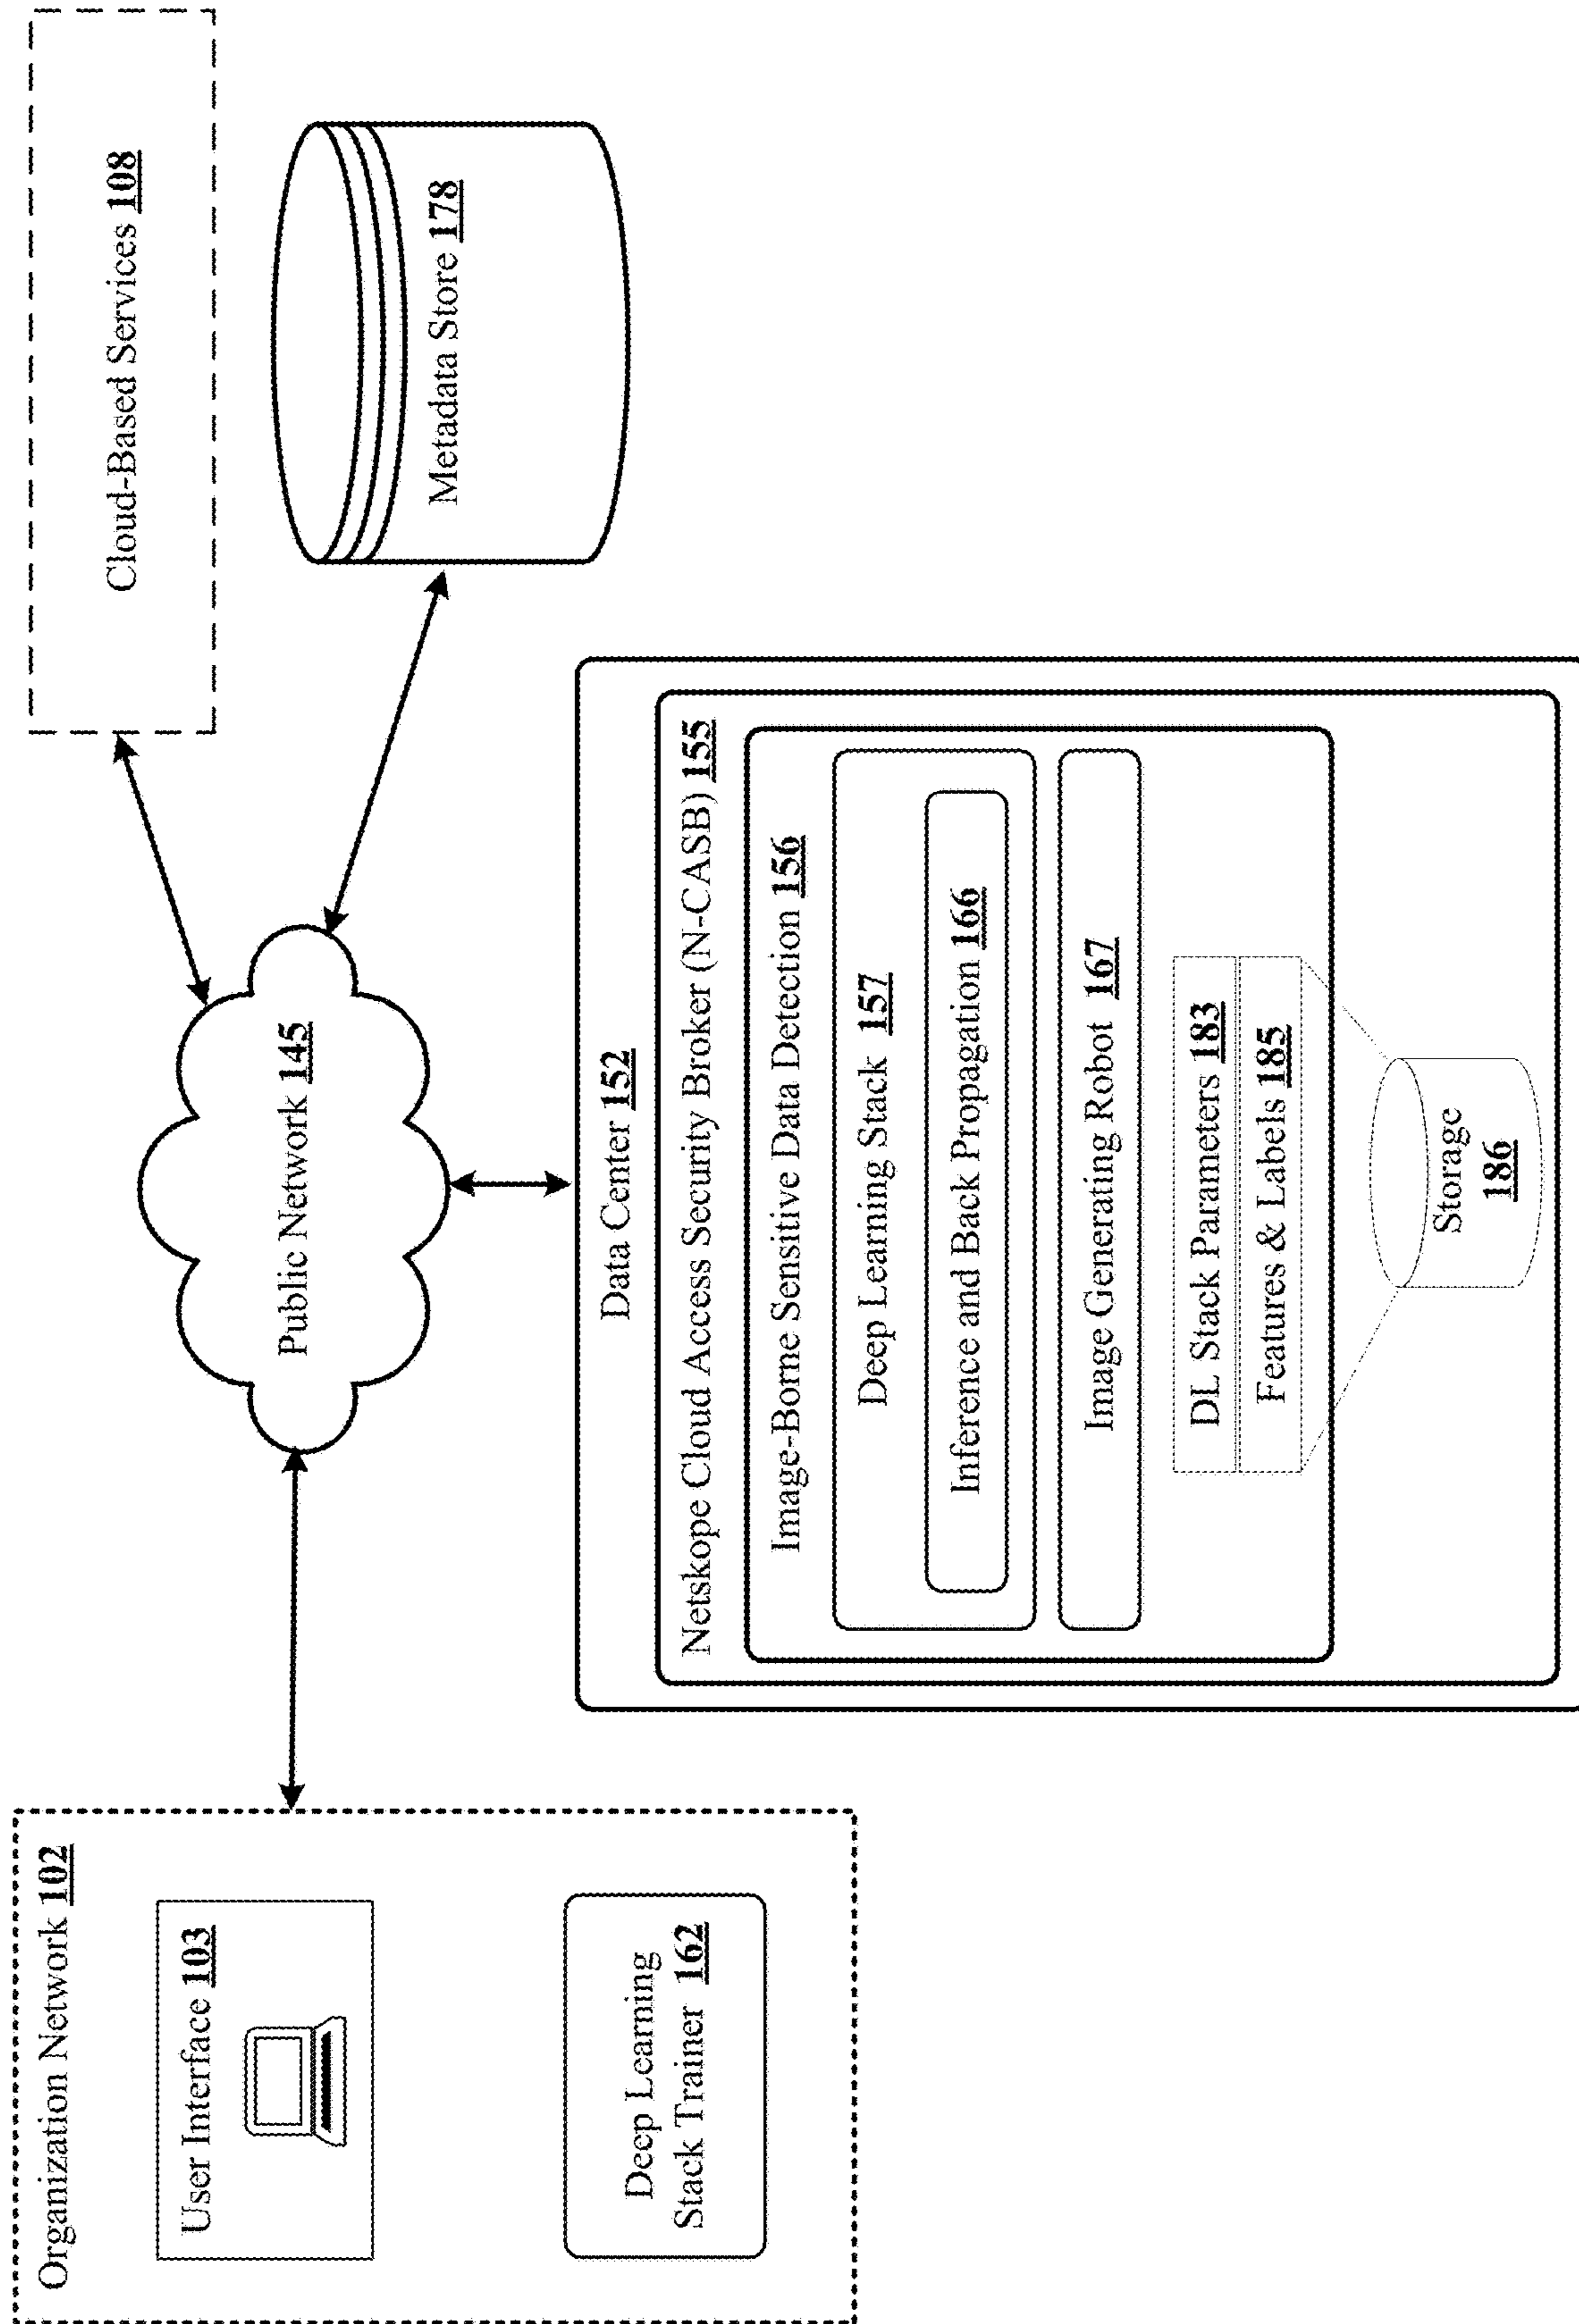 Organization Network 102
User Interface 103
Deep Learning
Stack Trainer 162
Public Network 145
Cloud-Based Services 108
Metadata Store 178
Data Center 152
Netskope Cloud Access Security Broker (N-CASB) 155
Image-Borne Sensitive Data Detection 156
Deep Learning Stack 157
Inference and Back Propagation 166
Image Generating Robot 167
DL Stack Parameters 183
Features & Labels 185
Storage
186